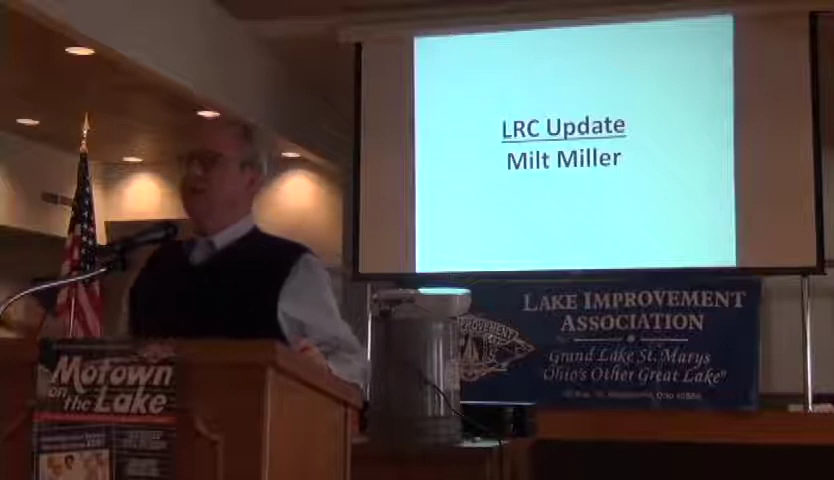 LRC Update
Milt Miller
LAKE IMPROVEMENT
ASSOCIATION
Grand Lake St. Marys
Ohio's Other Great Lake"
IMPROVEMENT
Motown
on the Lake